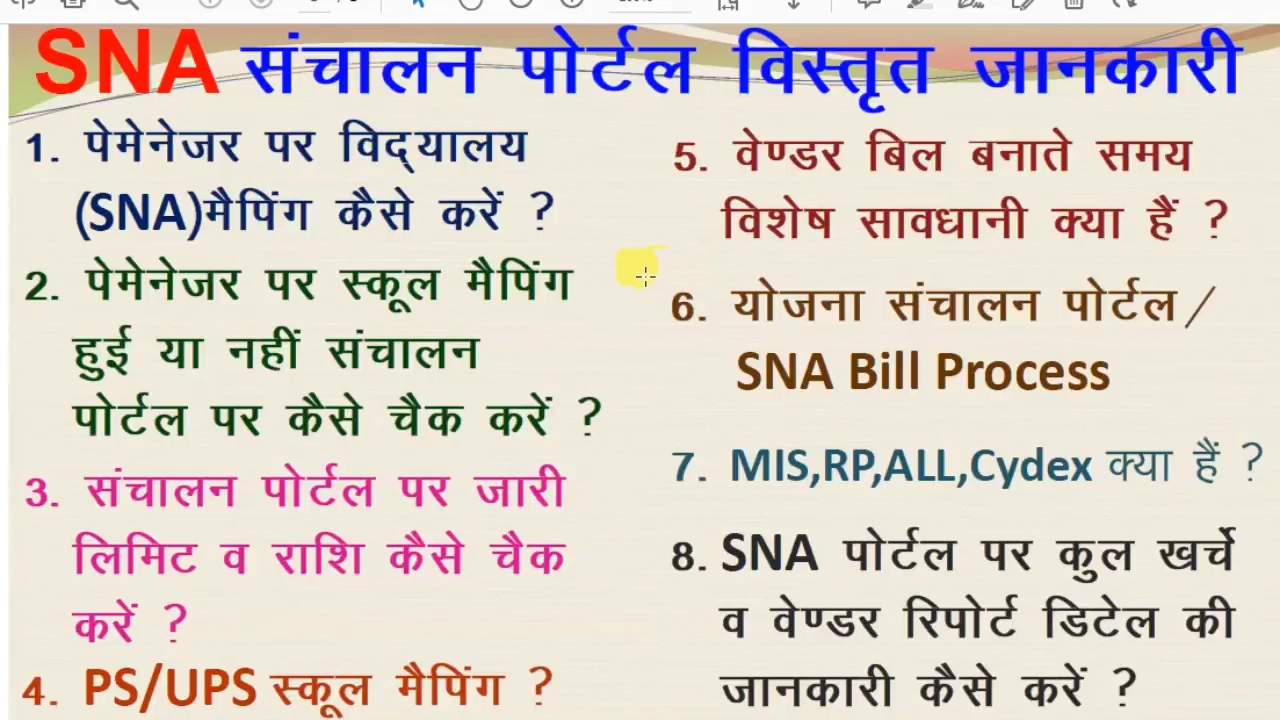 SNA संचालन पोर्टल विस्तृत जानकारी
1. पेमेनेजर पर विद्यालय
(SNA)मैपिंग कैसे करें ?
2. पेमेनेजर पर स्कूल मैपिंग
हुई या नहीं संचालन
पोर्टल पर कैसे चैक करें ?
3. संचालन पोर्टल पर जारी
लिमिट व राशि कैसे चैक
करें ?
4. PS/UPS स्कूल मैपिंग ?
5. वेण्डर बिल बनाते समय
विशेष सावधानी क्या हैं ?
6. योजना संचालन पोर्टल/
SNA Bill Process
7. MIS,RP,ALL,Cydex क्या हैं ?
8. SNA पोर्टल पर कुल खर्चे
व वेण्डर रिपोर्ट डिटेल की
जानकारी कैसे करें ?